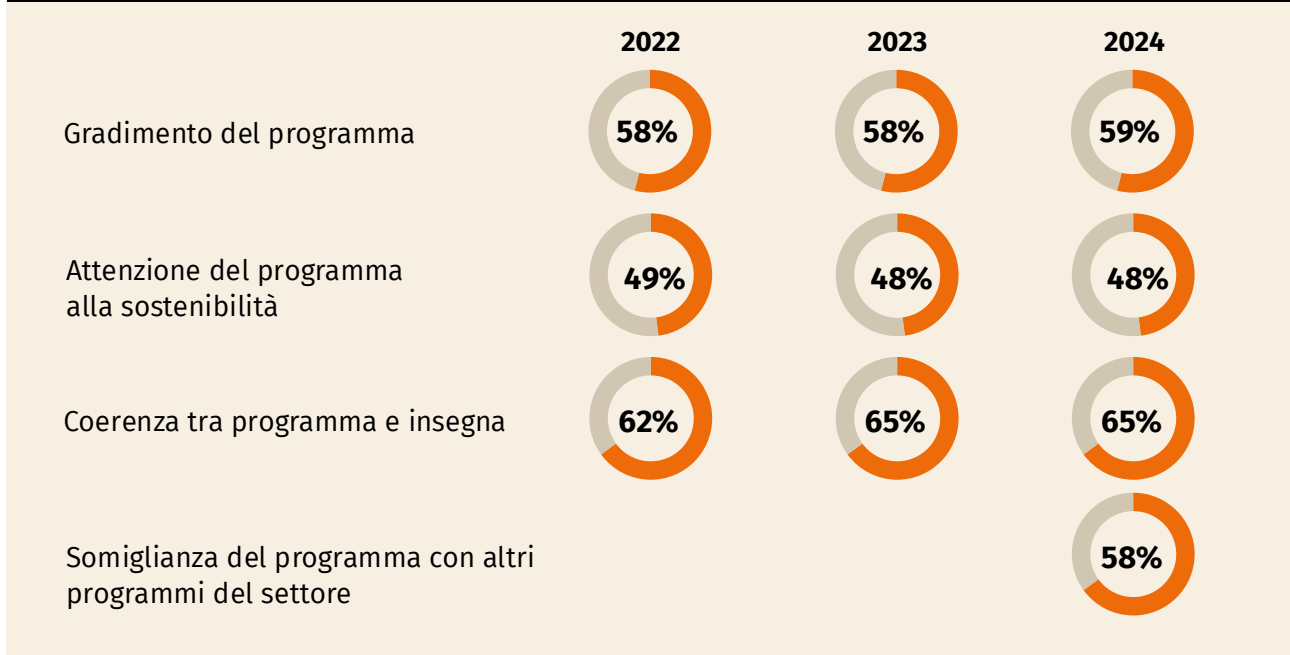 2022 2023 2024
Gradimento del programma 58% 58% 59%
Attenzione del programma
alla sostenibilità 49% 48% 48%
Coerenza tra programma e insegna 62% 65% 65%
Somiglianza del programma con altri
programmi del settore 58%